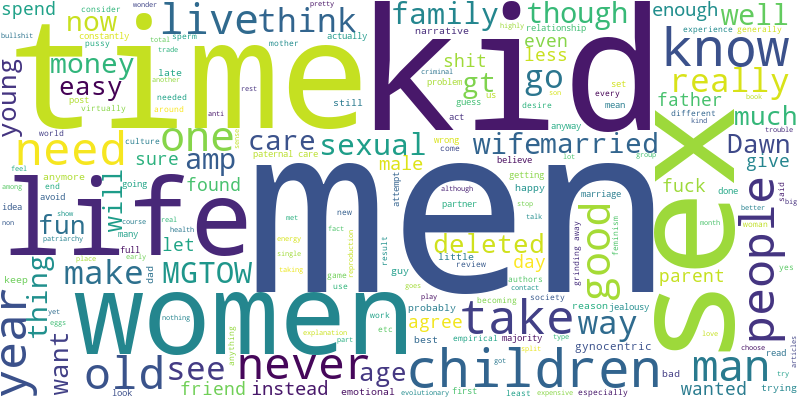 spend
consider
bullshit
constantly
pussy
now
money
easy
young
late
post
virtually
total
trade
another
needed
around
live
wonder
sperm
mother
time
think
pretty
actually
still
rest
anti
family
narrative
shit
gt
kid
act
guess
problem
criminal
highly
us
though
even
less
relationship
go
desire
son
set
every
mean
anyway
enough
well
experience
generally
know
really
father
different
kind
book
much
trouble
world
culture
need
one
sure
paternal care
care
sexual
amp
male
wrong
come
wife
married
believe
lot
group
Dawn
give
feel
among
anymore
end
going
idea
avoid
non
yet
eggs
show
patriarchy
course
many
life
will
fun
full
real
health
early
place
found
let
dad
met
new
energy
fact
single
taxing
game
use
reproduction
men
attempt
although
getting
happy
partner
stop
talk
marriage
fuck
done
sex
people
said
big
better
woman
yes
month
keep
thing
make
MGTOW
result
guy
deleted
little
review
day
authors
contact
good
feminism
grinding away
parent
love
choose
read
articles
year
want
look
old
see
nothing
women
friend
never
instead
anything
explanation
part
age
emotional
work
etc
probably
agree
best
goes
play
becoming
society
empirical
majority
type
split
got
take
children
evolutionary
first
least
expensive
especially
reason
jealousy
way
gynocentric
bad
man
wanted
try
trying